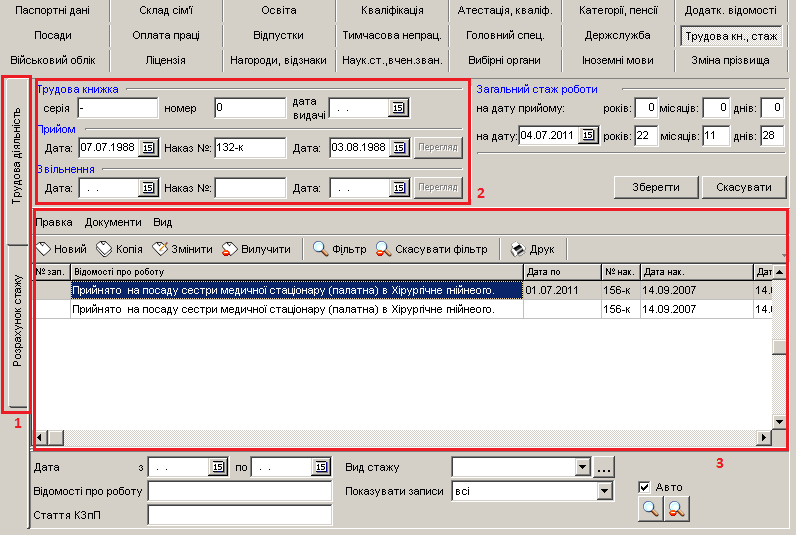 Паспортні дані Склад сім'ї Освіта Кваліфікація Атестація, кваліф. Категорії, пенсії Додатк. відомості
Посади Оплата праці Відпустки Тимчасова непрац. Головний спец. Держслужба Трудова кн., стаж
Військовий облік Ліцензія Нагороди, відзнаки Наук.ст.,вчен.зван. Вибірні органи Іноземні мови Зміна прізвища
Трудова діяльність
Розрахунок стажу
1
Трудова книжка
серія - номер 0 дата видачі . . 15
Прийом
Дата: 07.07.1988 15 Наказ №: 132-к Дата: 03.08.1988 15 Перегляд
Звільнення
Дата: . . 15 Наказ №: Дата: . . 15 Перегляд
2
Загальний стаж роботи
на дату прийому: років: 0 місяців: 0 днів: 0
на дату: 04.07.2011 15 років: 22 місяців: 11 днів: 28
Зберегти Скасувати
Правка Документи Вид
Новий Копія Змінити Вилучити Фільтр Скасувати фільтр Друк
№ зап. Відомості про роботу Дата по № нак. Дата нак. Дат
Прийнято на посаду сестри медичної стаціонару (палатна) в Хірургічне гнійнеого. 01.07.2011 156-к 14.09.2007 14.0
Прийнято на посаду сестри медичної стаціонару (палатна) в Хірургічне гнійнеого. 156-к 14.09.2007 14.0
3
Дата з . . 15 по . . 15 Вид стажу ...
Відомості про роботу Показувати записи всі Авто
Стаття КЗпП